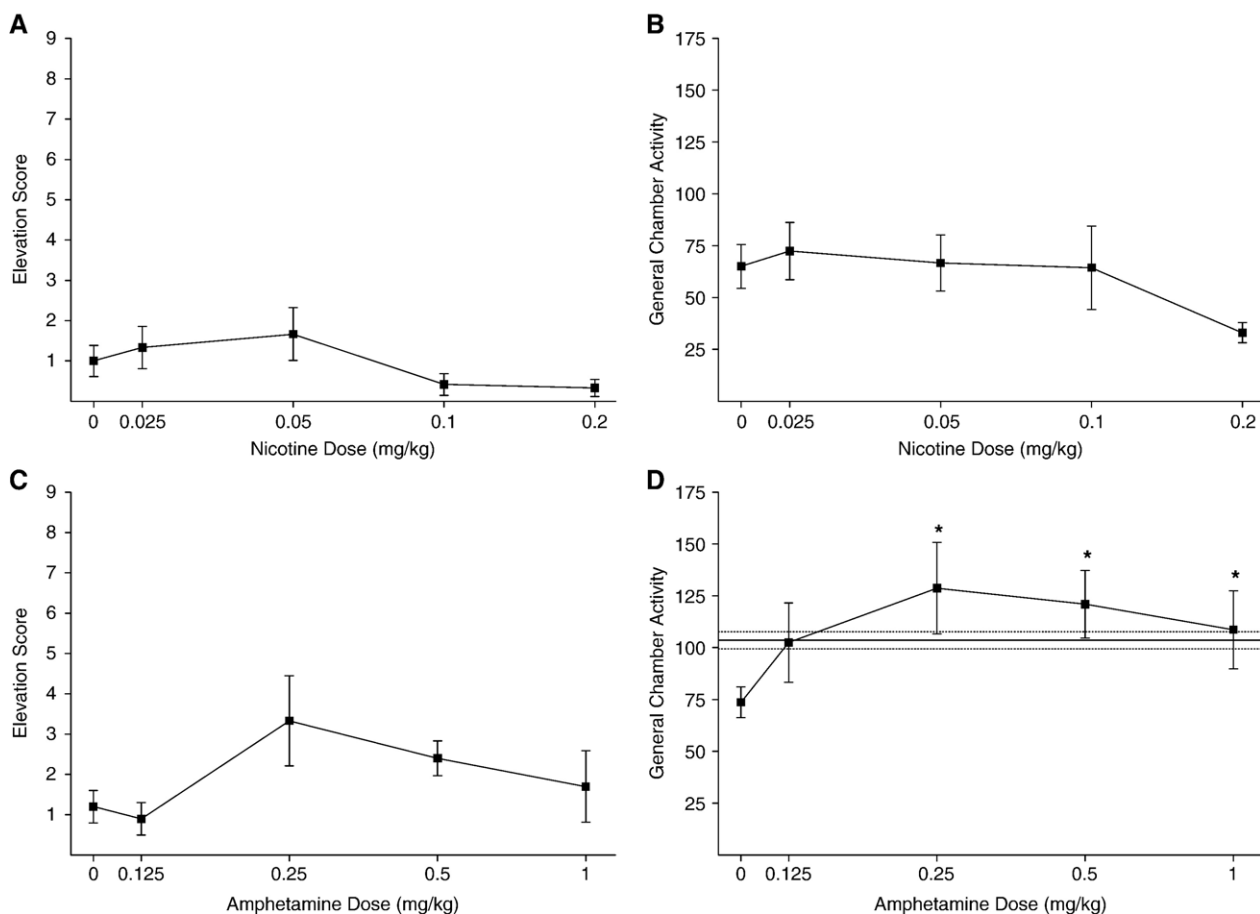 A
9
8
7
6
5
4
3
2
1
Elevation Score
0 0.025 0.05 0.1 0.2
Nicotine Dose (mg/kg)
B
175
150
125
100
75
50
25
General Chamber Activity
0 0.025 0.05 0.1 0.2
Nicotine Dose (mg/kg)
C
9
8
7
6
5
4
3
2
1
Elevation Score
0 0.125 0.25 0.5 1
Amphetamine Dose (mg/kg)
D
175
150
125
100
75
50
25
General Chamber Activity
* * *
0 0.125 0.25 0.5 1
Amphetamine Dose (mg/kg)